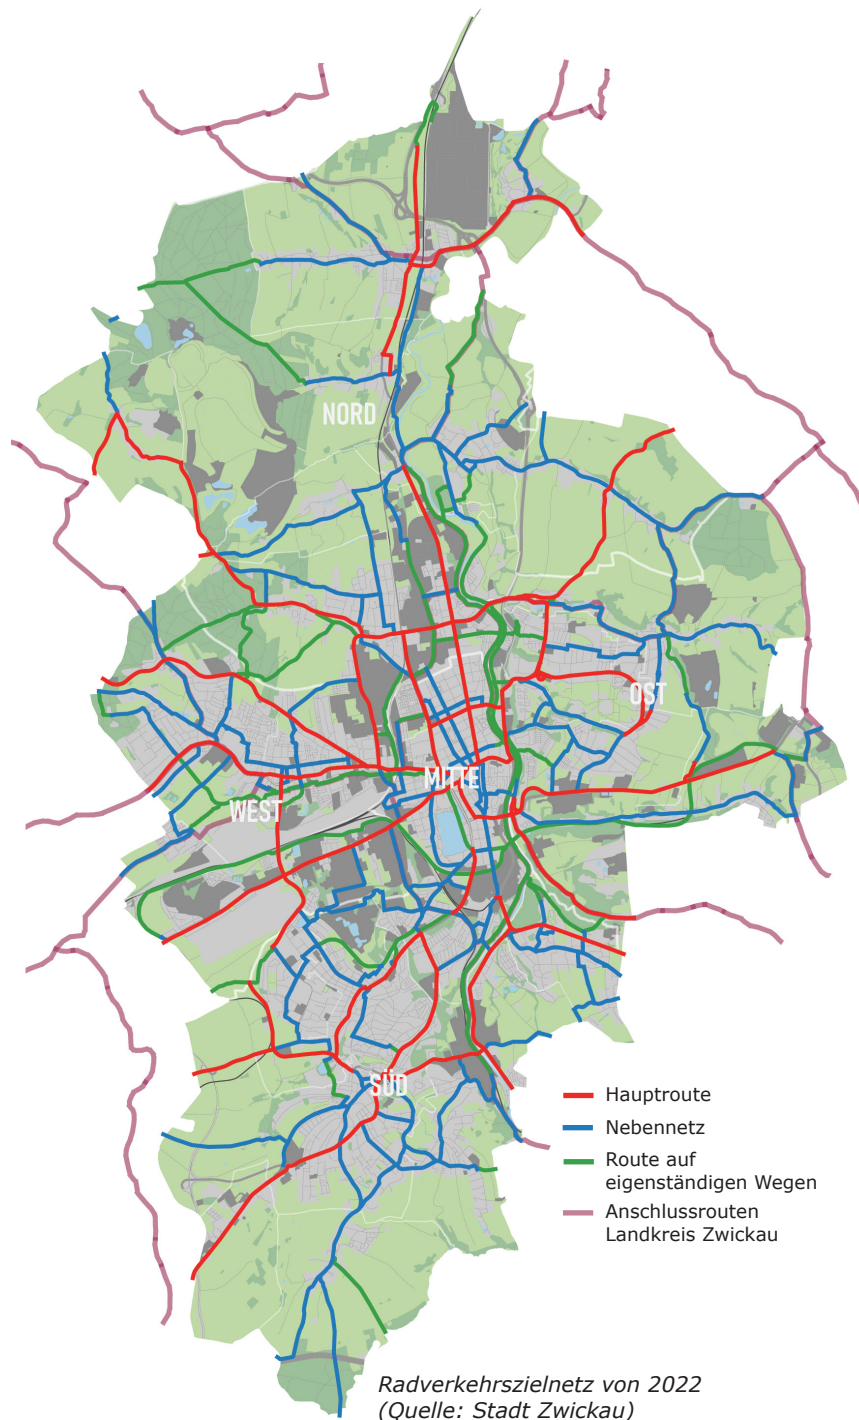 NORD
OST
MITTE
WEST
SÜD
Hauptroute
Nebennetz
Route auf
eigenständigen Wegen
Anschlussrouten
Landkreis Zwickau
Radverkehrszielnetz von 2022
(Quelle: Stadt Zwickau)